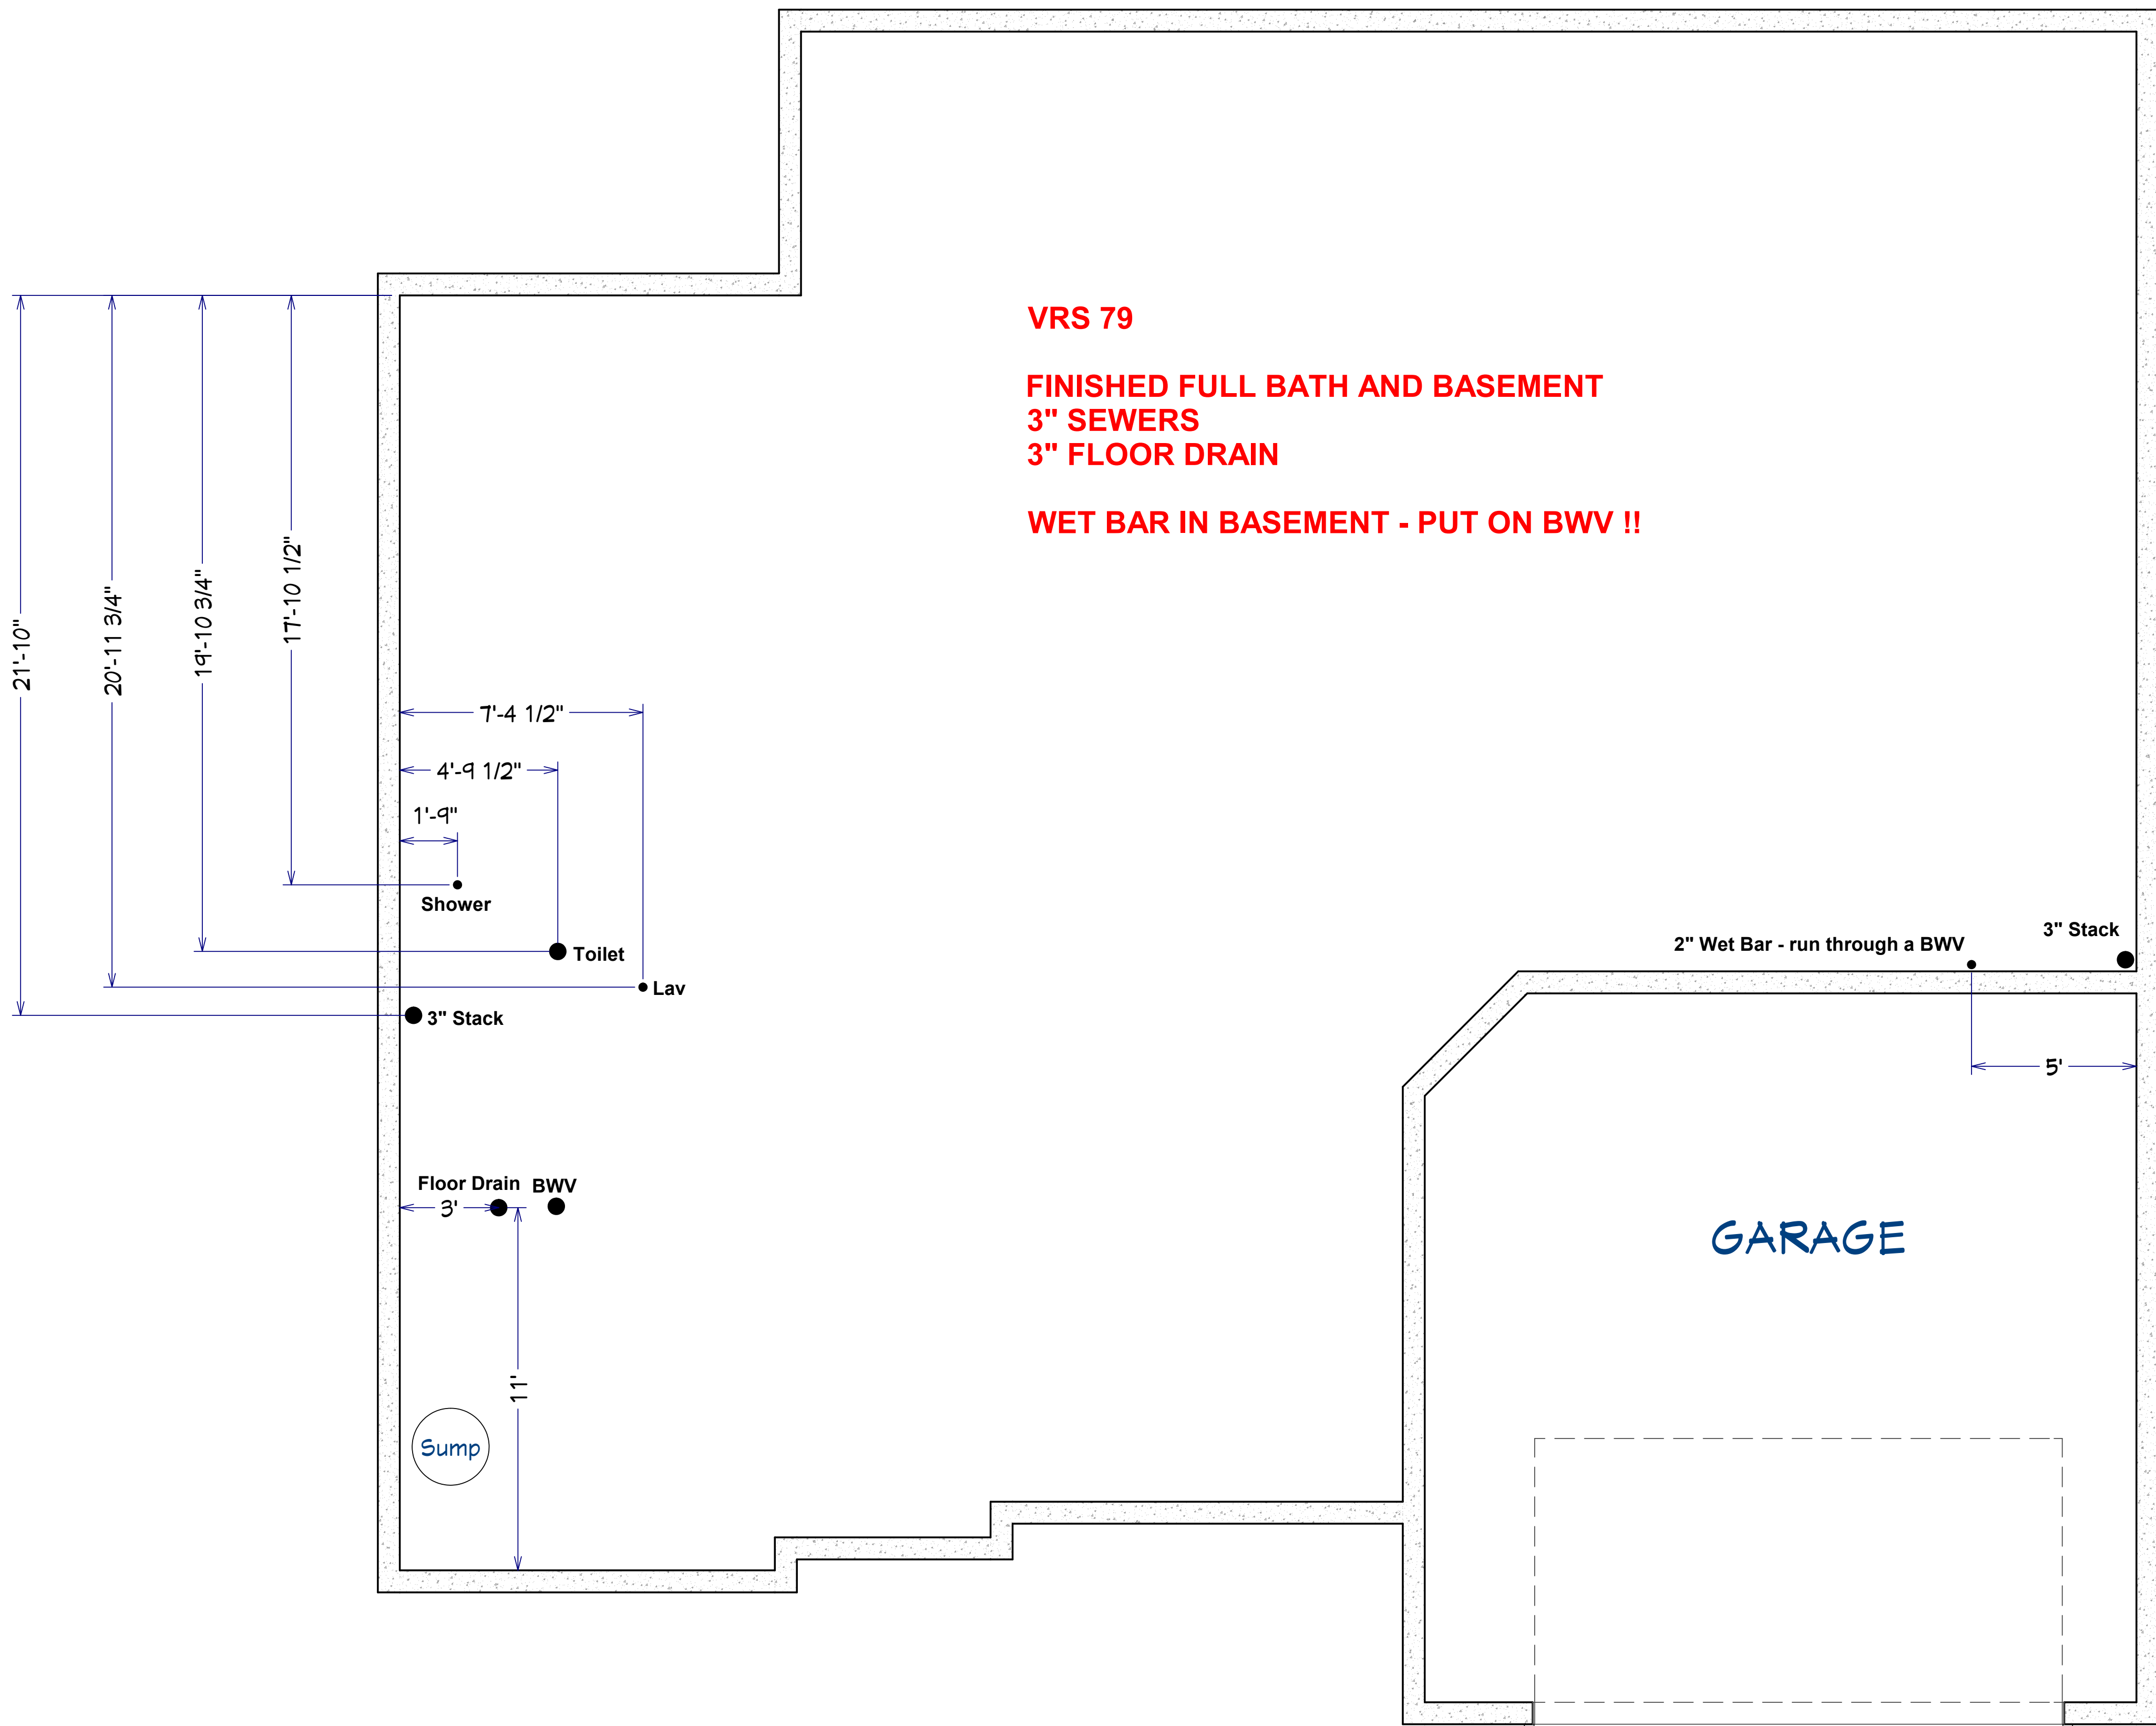 VRS 79
FINISHED FULL BATH AND BASEMENT
3" SEWERS
3" FLOOR DRAIN
WET BAR IN BASEMENT - PUT ON BWV !!
21'-10"
20'-11 3/4"
19'-10 3/4"
17'-10 1/2"
7'-4 1/2"
4'-9 1/2"
1'-9"
Shower
Toilet
Lav
3" Stack
3" Stack
2" Wet Bar - run through a BWV
5'
Floor Drain
BWV
3'
11'
GARAGE
Sump